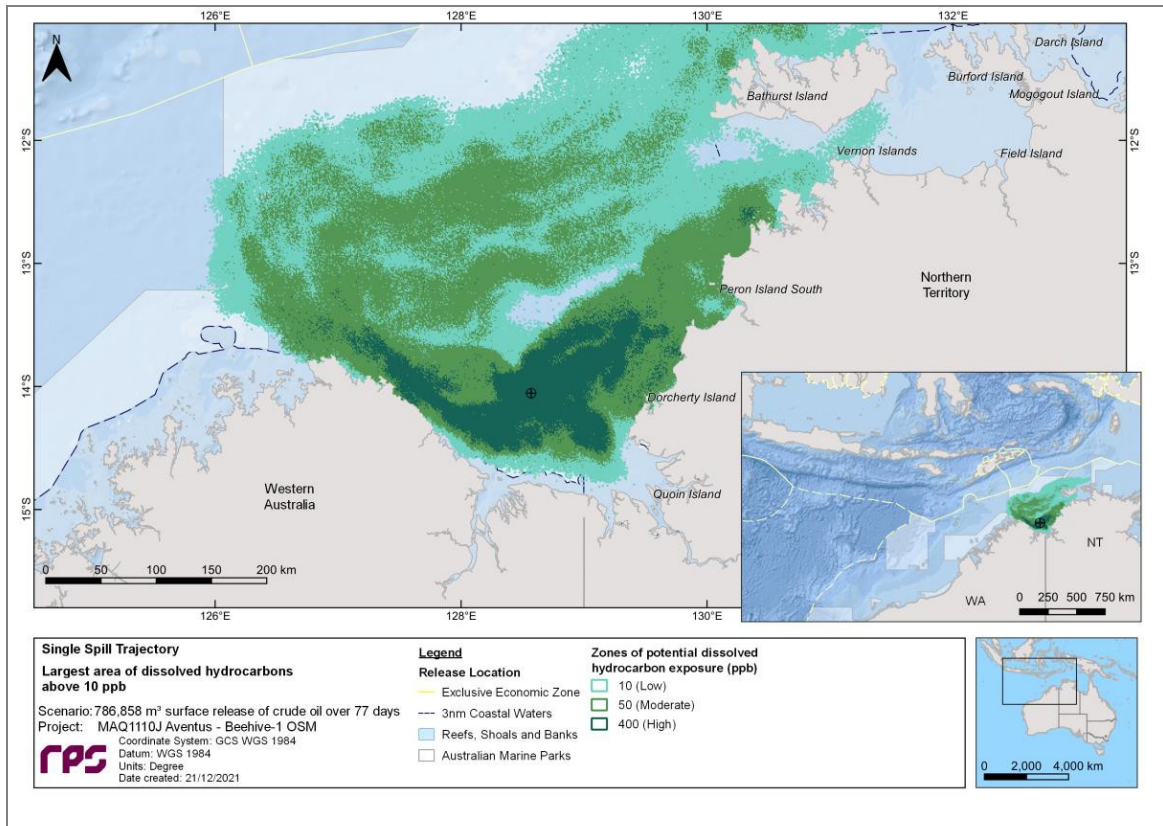 126°E
128°E
130°E
132°E
N
Darch Island
Burford Island
Mogogout Island
Bathurst Island
12°S
12°S
Vernon Islands
Field Island
13°S
13°S
Peron Island South
Northern
Territory
14°S
Dorcherty Island
Western
Australia
Quoin Island
15°S
NT
WA
0 50 100 150 200 km
0 250 500 750 km
126°E
128°E
130°E
Single Spill Trajectory
Largest area of dissolved hydrocarbons
above 10 ppb
Scenario: 786,858 m³ surface release of crude oil over 77 days
Project: MAQ1110J Aventus - Beehive-1 OSM
rps
Coordinate System: GCS WGS 1984
Datum: WGS 1984
Units: Degree
Date created: 21/12/2021
Legend
Release Location
Exclusive Economic Zone
3nm Coastal Waters
Reefs, Shoals and Banks
Australian Marine Parks
Zones of potential dissolved
hydrocarbon exposure (ppb)
10 (Low)
50 (Moderate)
400 (High)
0 2,000 4,000 km